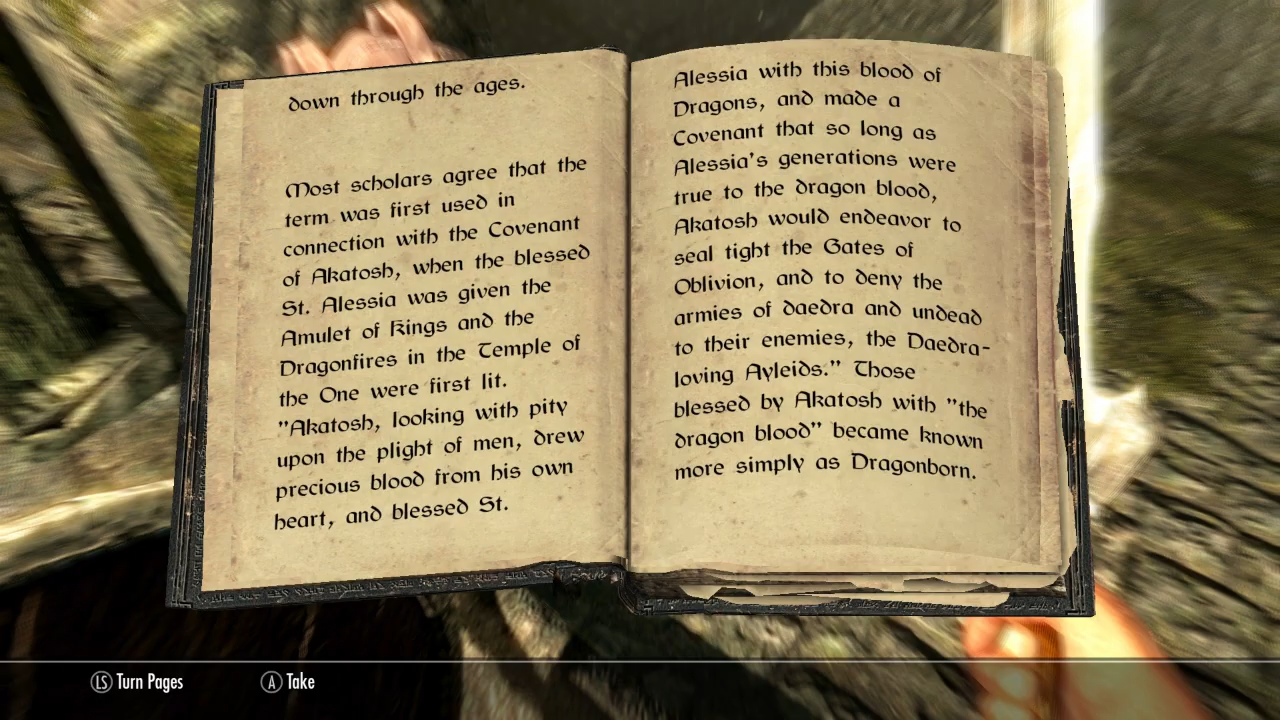 down through the ages.
Most scholars agree that the
term was first used in
connection with the Covenant
of Akatosh, when the blessed
St. Alessia was given the
Amulet of Kings and the
Dragonfires in the Temple of
the One were first lit.
"Akatosh, looking with pity
upon the plight of men, drew
precious blood from his own
heart, and blessed St.
Alessia with this blood of
Dragons, and made a
Covenant that so long as
Alessia's generations were
true to the dragon blood,
Akatosh would endeavor to
seal tight the Gates of
Oblivion, and to deny the
armies of daedra and undead
to their enemies, the Daedra-
loving Ayleids." Those
blessed by Akatosh with "the
dragon blood" became known
more simply as Dragonborn.
LS Turn Pages
A Take